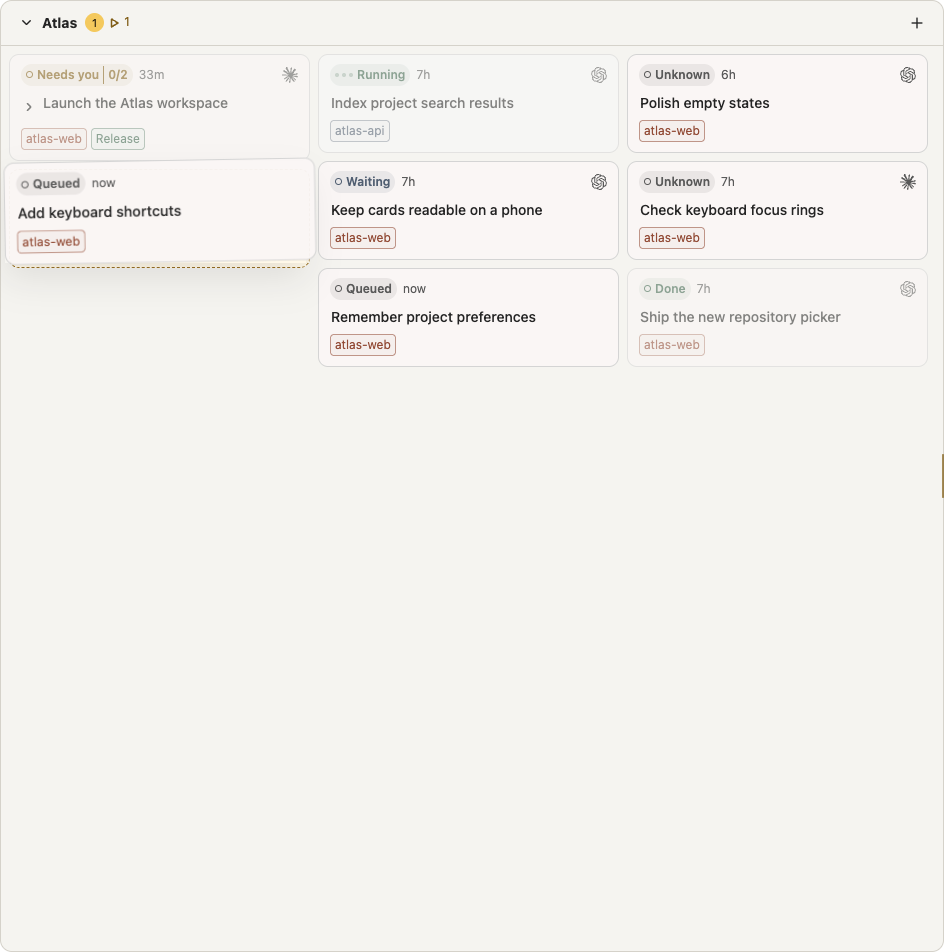 Atlas 1 1
Needs you 0/2 33m
Launch the Atlas workspace
atlas-web Release
Queued now
Add keyboard shortcuts
atlas-web
Running 7h
Index project search results
atlas-api
Waiting 7h
Keep cards readable on a phone
atlas-web
Queued now
Remember project preferences
atlas-web
Unknown 6h
Polish empty states
atlas-web
Unknown 7h
Check keyboard focus rings
atlas-web
Done 7h
Ship the new repository picker
atlas-web